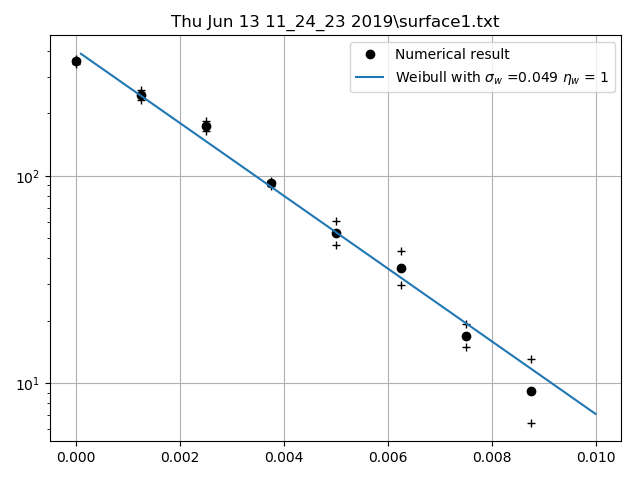 Thu Jun 13 11_24_23 2019\surface1.txt
Numerical result
Weibull with σw =0.049 ηw = 1
10²
10¹
0.000 0.002 0.004 0.006 0.008 0.010